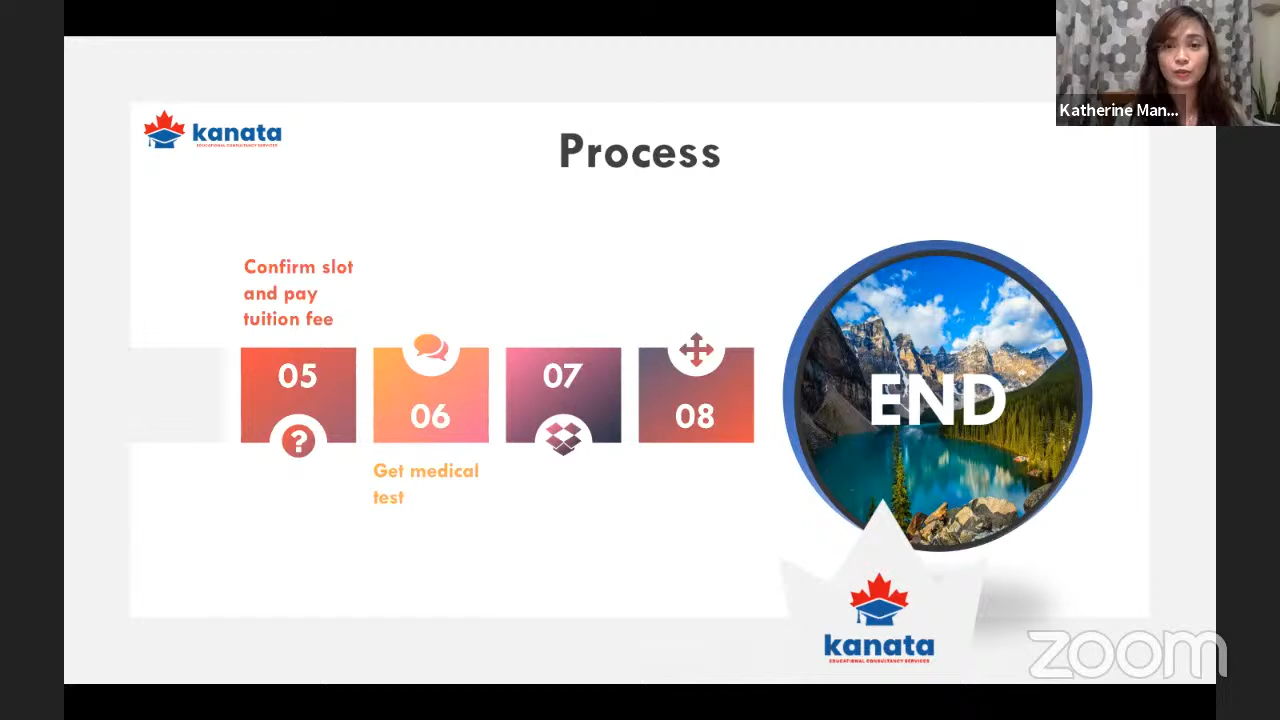 Katherine Man...
kanata
EDUCATIONAL CONSULTANCY SERVICES
Process
Confirm slot
and pay
tuition fee
05
06
07
08
?
Get medical
test
END
kanata
EDUCATIONAL CONSULTANCY SERVICES
zoom